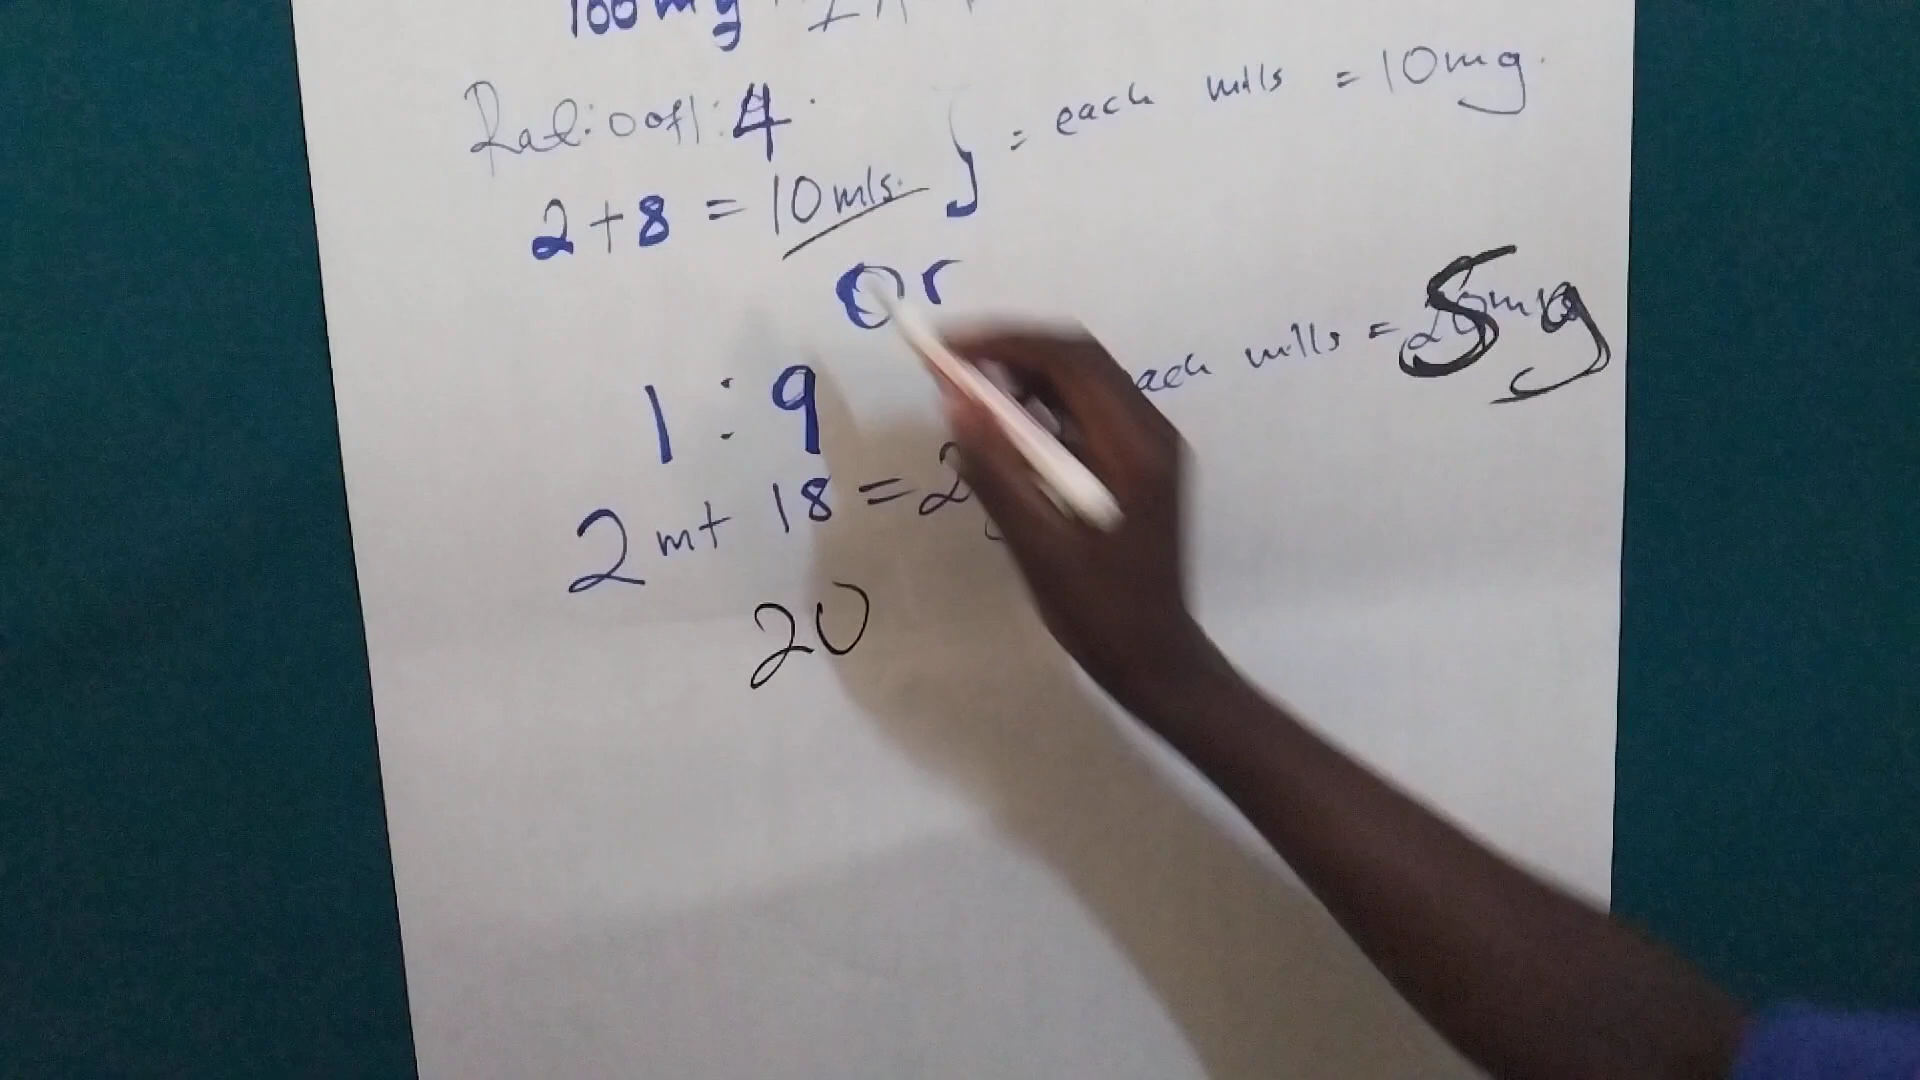 100mg
Ratio of 1:4
2+8 = 10mls. } = each mills = 10mg.
Or
1:9
each mills = 5mg
2m+ 18 = 2
20